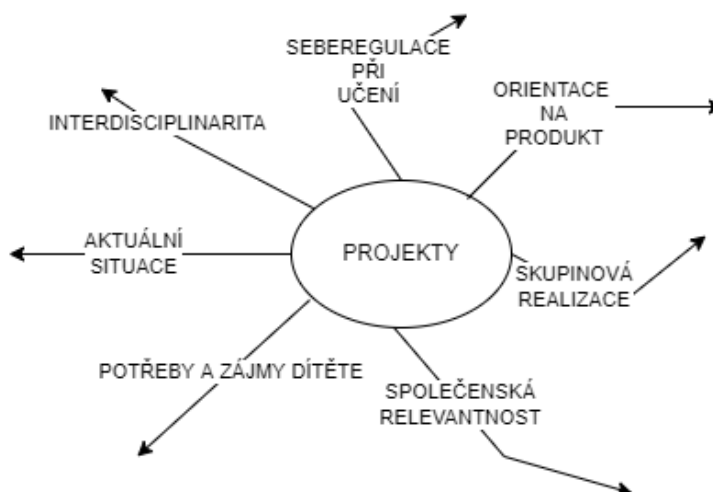 SEBEREGULACE
PŘI
UČENÍ
ORIENTACE
NA
PRODUKT
INTERDISCIPLINARITA
AKTUÁLNÍ
SITUACE
PROJEKTY
SKUPINOVÁ
REALIZACE
POTŘEBY A ZÁJMY DÍTĚTE
SPOLEČENSKÁ
RELEVANTNOST